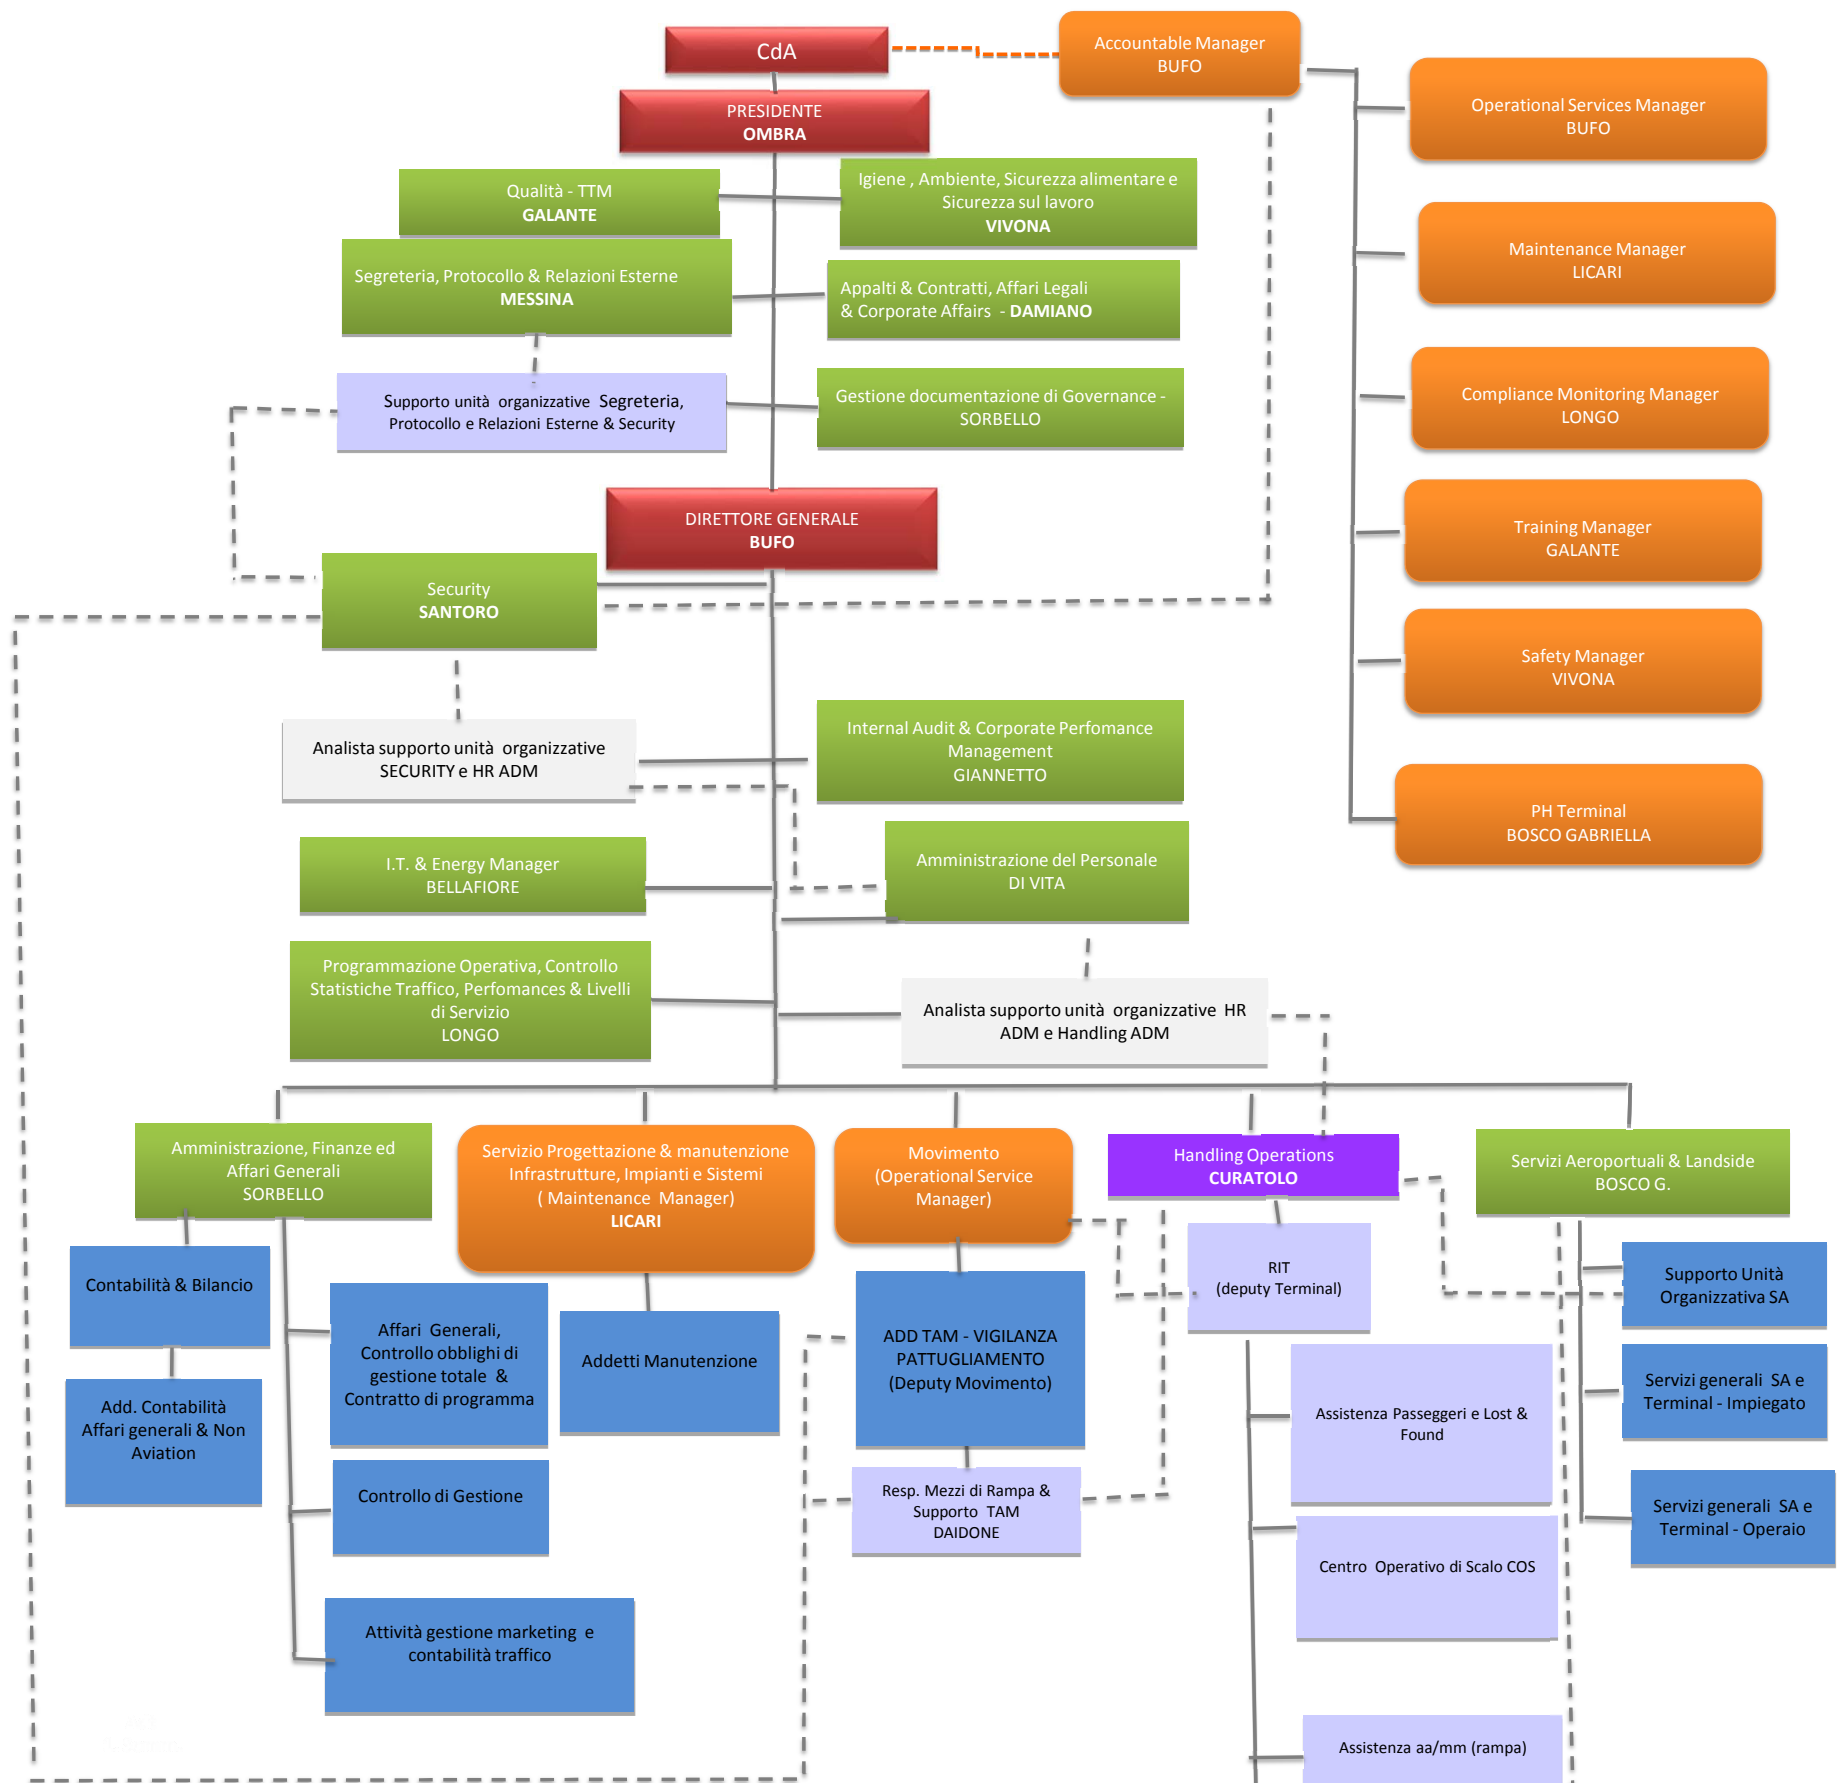 CdA
Accountable Manager
BUFO
PRESIDENTE
OMBRA
Operational Services Manager
BUFO
Qualità - TTM
GALANTE
Igiene , Ambiente, Sicurezza alimentare e
Sicurezza sul lavoro
VIVONA
Segreteria, Protocollo & Relazioni Esterne
MESSINA
Appalti & Contratti, Affari Legali
& Corporate Affairs - DAMIANO
Maintenance Manager
LICARI
Supporto unità organizzative Segreteria,
Protocollo e Relazioni Esterne & Security
Gestione documentazione di Governance -
SORBELLO
Compliance Monitoring Manager
LONGO
DIRETTORE GENERALE
BUFO
Training Manager
GALANTE
Security
SANTORO
Safety Manager
VIVONA
Analista supporto unità organizzative
SECURITY e HR ADM
Internal Audit & Corporate Perfomance
Management
GIANNETTO
PH Terminal
BOSCO GABRIELLA
I.T. & Energy Manager
BELLAFIORE
Amministrazione del Personale
DI VITA
Programmazione Operativa, Controllo
Statistiche Traffico, Perfomances & Livelli
di Servizio
LONGO
Analista supporto unità organizzative HR
ADM e Handling ADM
Amministrazione, Finanze ed
Affari Generali
SORBELLO
Servizio Progettazione & manutenzione
Infrastrutture, Impianti e Sistemi
( Maintenance Manager)
LICARI
Movimento
(Operational Service
Manager)
Handling Operations
CURATOLO
Servizi Aeroportuali & Landside
BOSCO G.
Contabilità & Bilancio
Affari Generali,
Controllo obblighi di
gestione totale &
Contratto di programma
Addetti Manutenzione
ADD TAM - VIGILANZA
PATTUGLIAMENTO
(Deputy Movimento)
RIT
(deputy Terminal)
Supporto Unità
Organizzativa SA
Add. Contabilità
Affari generali & Non
Aviation
Assistenza Passeggeri e Lost &
Found
Servizi generali SA e
Terminal - Impiegato
Controllo di Gestione
Resp. Mezzi di Rampa &
Supporto TAM
DAIDONE
Centro Operativo di Scalo COS
Servizi generali SA e
Terminal - Operaio
Attività gestione marketing e
contabilità traffico
Assistenza aa/mm (rampa)